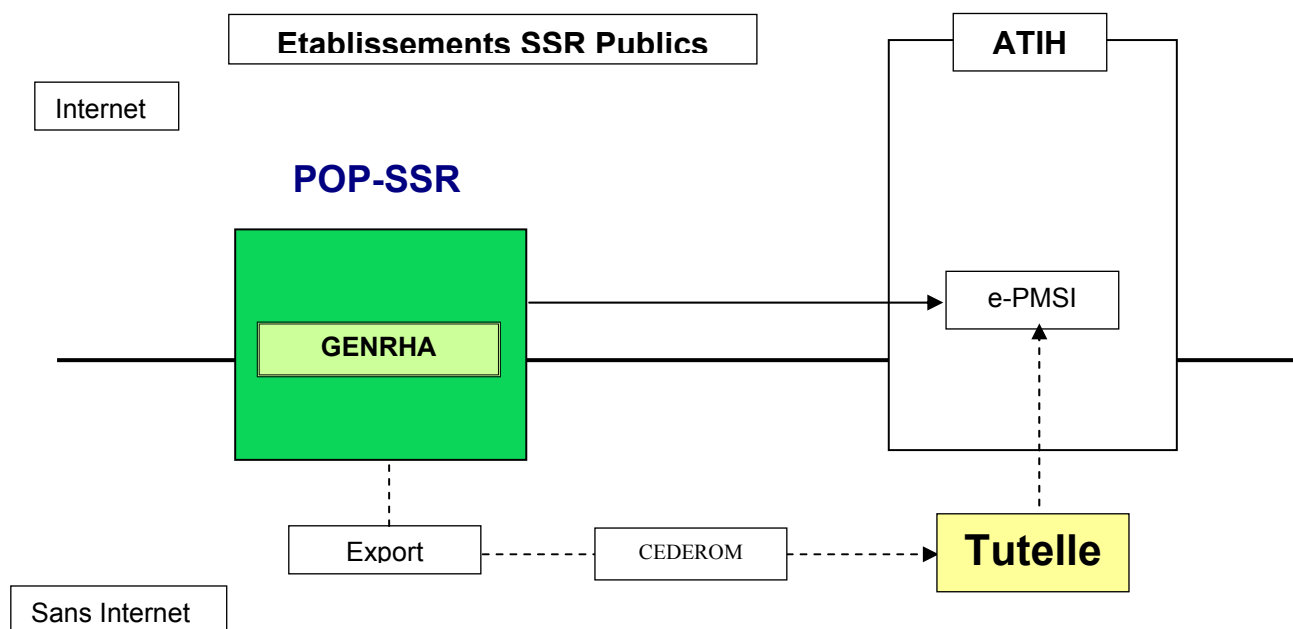 Etablissements SSR Publics
ATIH
Internet
POP-SSR
e-PMSI
GENRHA
Export
CEDEROM
Tutelle
Sans Internet